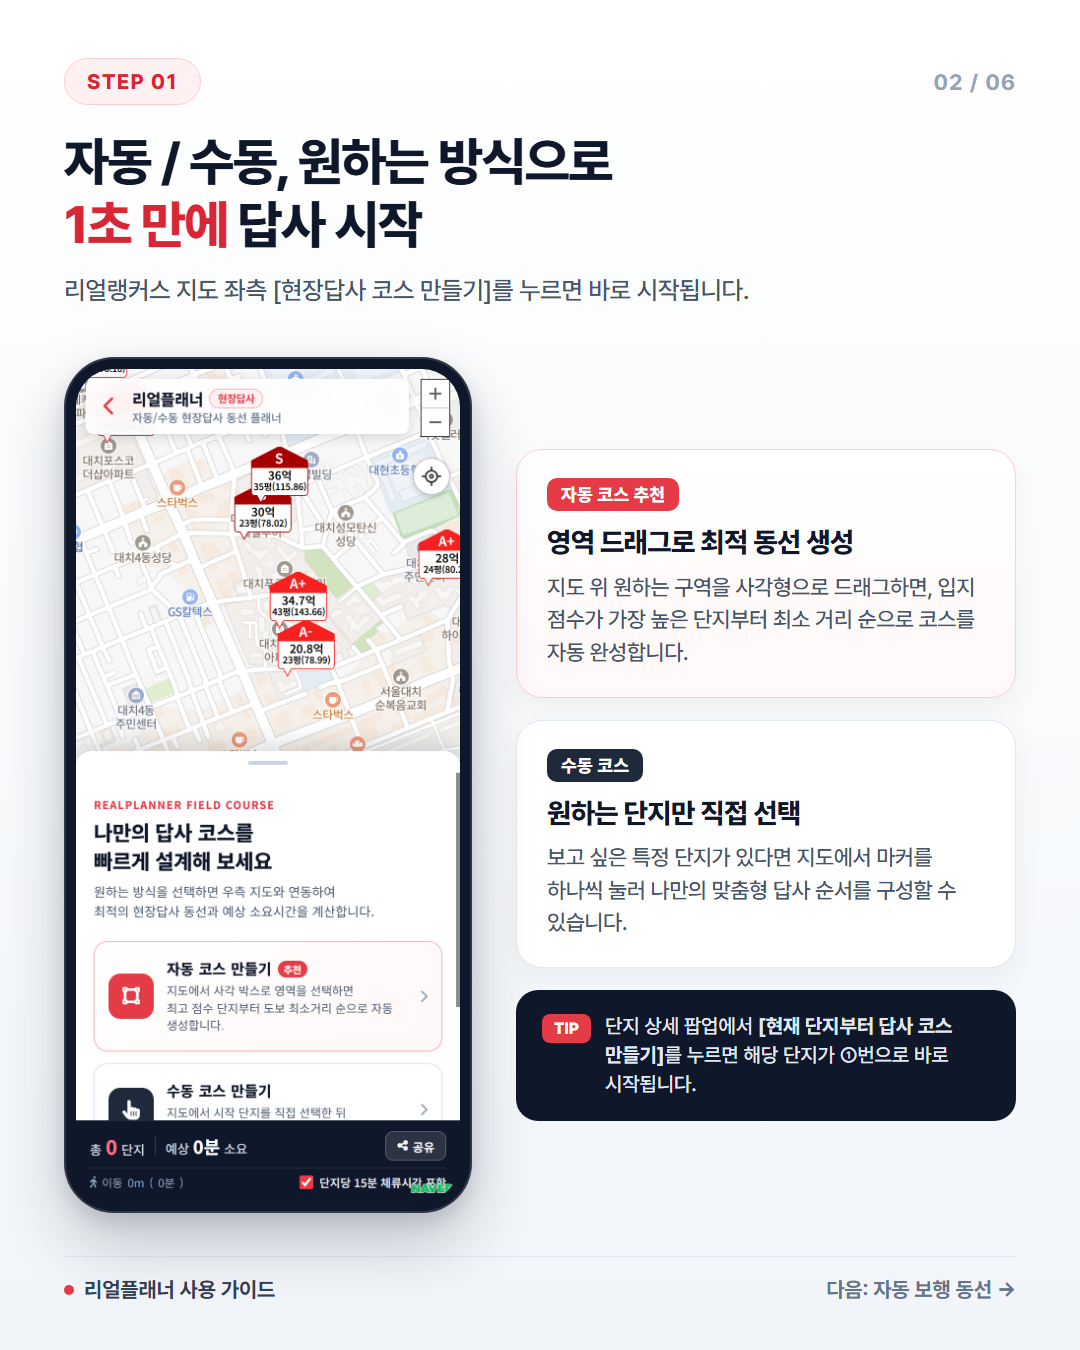 STEP 01
02 / 06
자동 / 수동, 원하는 방식으로
1초 만에 답사 시작
리얼랭커스 지도 좌측 [현장답사 코스 만들기]를 누르면 바로 시작됩니다.
리얼플래너 현장답사
자동/수동 현장답사 동선 플래너
+
−
대치포스코
더샵아파트
스타벅스
S
36억
35평(115.86)
빌딩
대현초등학
30억
23평(78.02)
대치성모탄신
성당
대치4동성당
A+
28억
24평(80.2
GS칼텍스
A+
34.7억
43평(143.66)
A-
20.8억
23평(78.99)
서울대치
순복음교회
대치4동
주민센터
스타벅스
REALPLANNER FIELD COURSE
나만의 답사 코스를
빠르게 설계해 보세요
원하는 방식을 선택하면 우측 지도와 연동하여
최적의 현장답사 동선과 예상 소요시간을 계산합니다.
자동 코스 만들기 추천
지도에서 사각 박스로 영역을 선택하면
최고 점수 단지부터 도보 최소거리 순으로 자동
생성합니다.
수동 코스 만들기
지도에서 시작 단지를 직접 선택한 뒤
총 0 단지 예상 0분 소요
공유
이동 0m ( 0분 )
단지당 15분 체류시간 포함
NAVER
자동 코스 추천
영역 드래그로 최적 동선 생성
지도 위 원하는 구역을 사각형으로 드래그하면, 입지
점수가 가장 높은 단지부터 최소 거리 순으로 코스를
자동 완성합니다.
수동 코스
원하는 단지만 직접 선택
보고 싶은 특정 단지가 있다면 지도에서 마커를
하나씩 눌러 나만의 맞춤형 답사 순서를 구성할 수
있습니다.
TIP
단지 상세 팝업에서 [현재 단지부터 답사 코스
만들기]를 누르면 해당 단지가 ①번으로 바로
시작됩니다.
리얼플래너 사용 가이드
다음: 자동 보행 동선 →